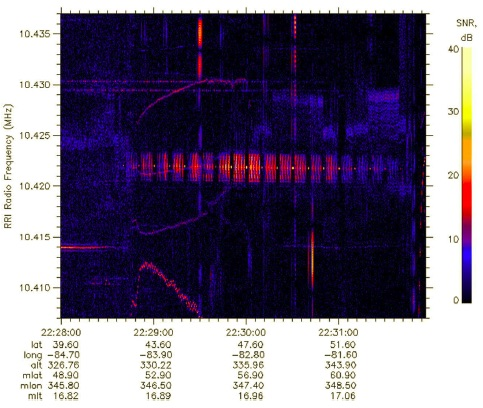 SNR,
dB
10.435
10.430
10.425
10.420
10.415
10.410
RRI Radio Frequency (MHz)
40
30
20
10
0
22:28:00 22:29:00 22:30:00 22:31:00
lat 39.60 43.60 47.60 51.60
long -84.70 -83.90 -82.80 -81.60
alt 326.76 330.22 335.96 343.90
mlat 48.90 52.90 56.90 60.90
mlon 345.80 346.50 347.40 348.50
mlt 16.82 16.89 16.96 17.06